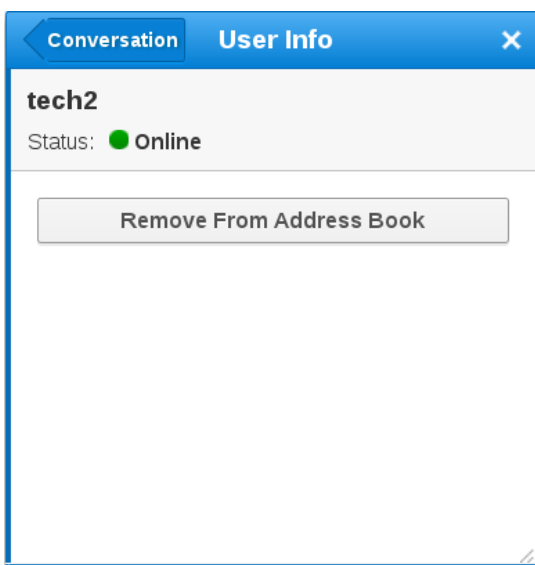 Conversation User Info ×
tech2
Status: Online
Remove From Address Book